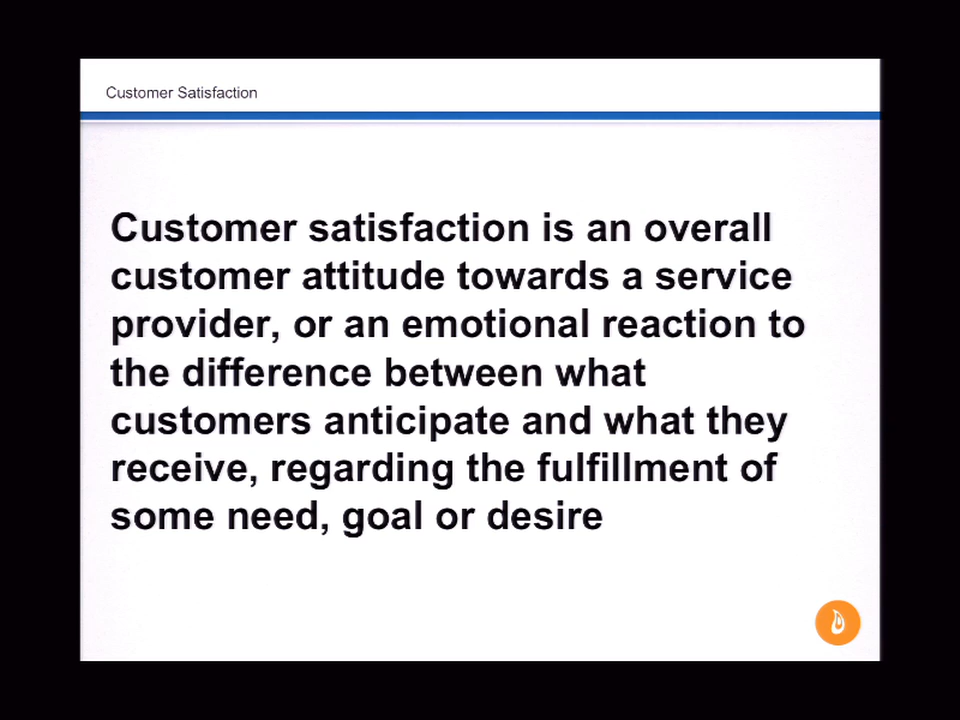 Customer Satisfaction
Customer satisfaction is an overall
customer attitude towards a service
provider, or an emotional reaction to
the difference between what
customers anticipate and what they
receive, regarding the fulfillment of
some need, goal or desire